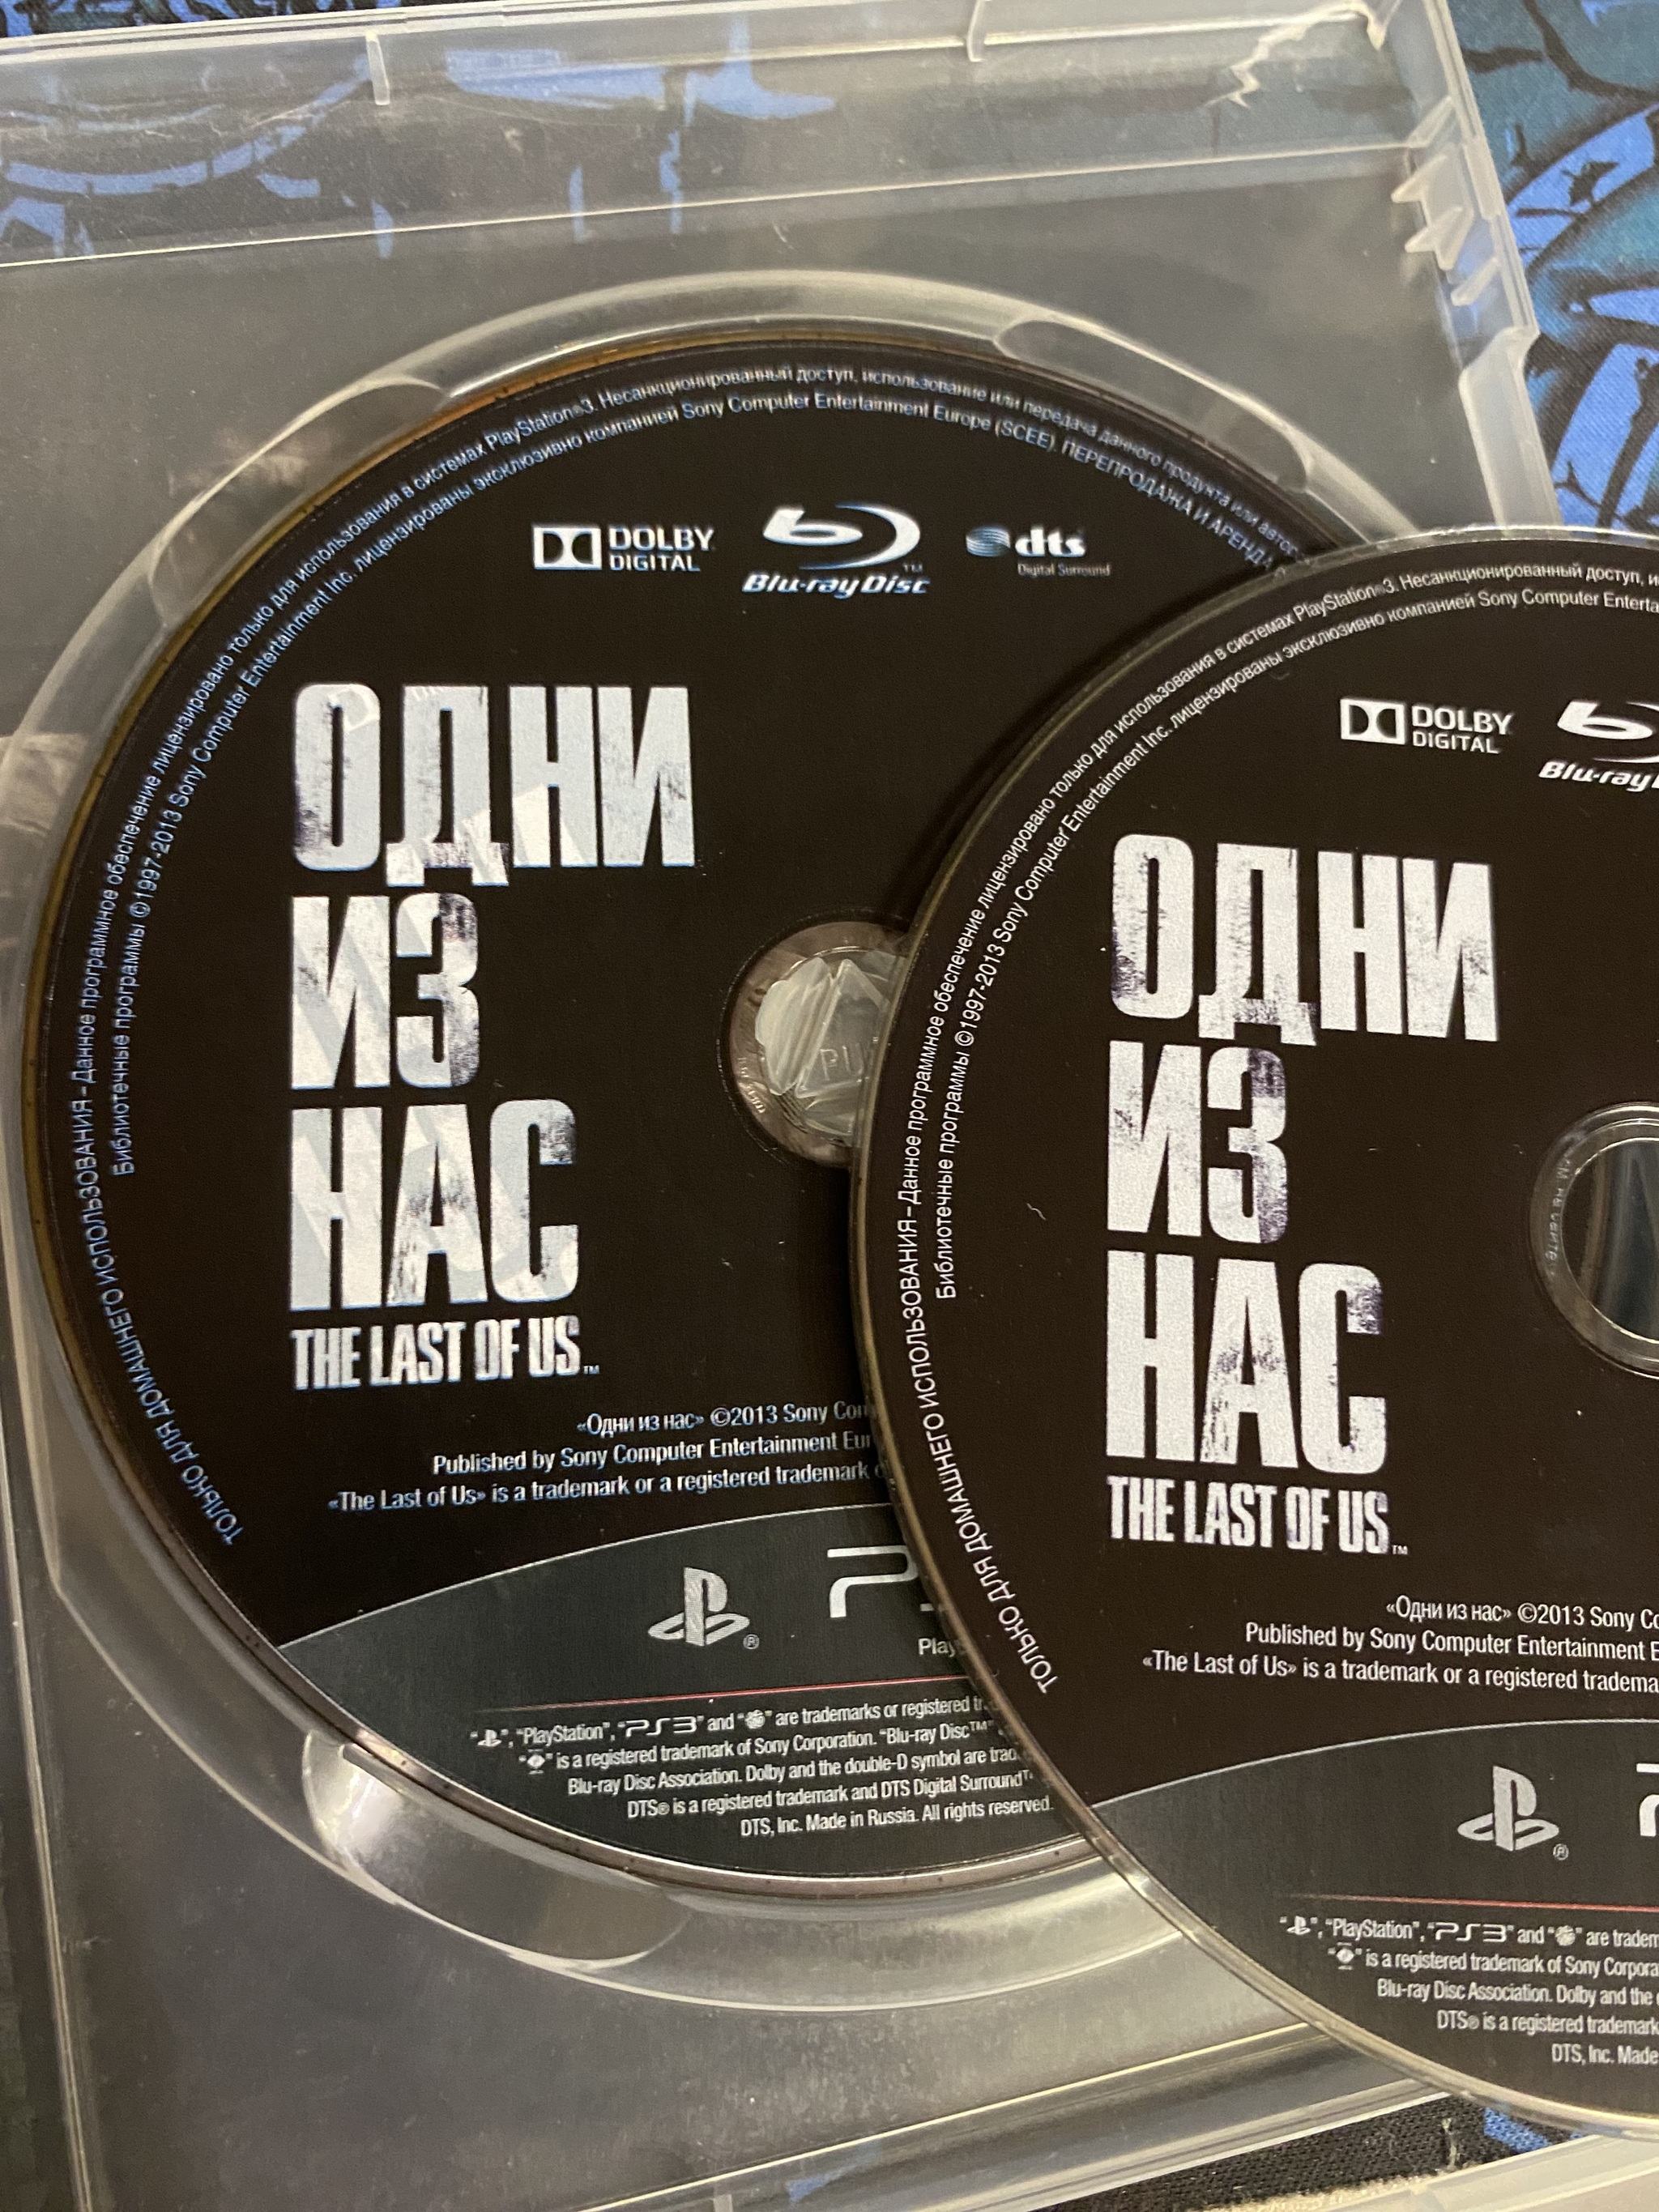 ТОЛЬКО ДЛЯ ДОМАШНЕГО ИСПОЛЬЗОВАНИЯ–Данное программное обеспечение лицензировано только для использования в системах PlayStation®3. Несанкционированный доступ, использование или передача данного продукта или
Библиотечные программы ©1997-2013 Sony Computer Entertainment Inc. лицензированы эксклюзивно компанией Sony Computer Entertainment Europe (SCEE). ПЕРЕПРОДАЖА И АРЕНДА
DOLBY
DIGITAL
Blu-ray Disc™
dts
Digital Surround
ОДНИ
ИЗ
НАС
THE LAST OF US™
«Одни из нас» ©2013 Sony
Published by Sony Computer Entertainment
«The Last of Us» is a trademark or a registered trademark
®
"PlayStation", "PS3" and " " are trademarks or registered
" " is a registered trademark of Sony Corporation. "Blu-ray Disc™"
Blu-ray Disc Association. Dolby and the double-D symbol are
DTS® is a registered trademark and DTS Digital Surround™
DTS, Inc. Made in Russia. All rights reserved.
ТОЛЬКО ДЛЯ ДОМАШНЕГО ИСПОЛЬЗОВАНИЯ–Данное программное обеспечение лицензировано только для использования в системах PlayStation®3. Несанкционированный доступ,
Библиотечные программы ©1997-2013 Sony Computer Entertainment Inc. лицензированы эксклюзивно компанией Sony Computer
DOLBY
DIGITAL
Blu-ray
ОДНИ
ИЗ
НАС
THE LAST OF US™
«Одни из нас» ©2013 Sony
Published by Sony Computer Entertainment
«The Last of Us» is a trademark or a registered
®
"PlayStation", "PS3" and " " are
" " is a registered trademark of Sony
Blu-ray Disc Association. Dolby and the
DTS® is a registered trademark
DTS, Inc. Made